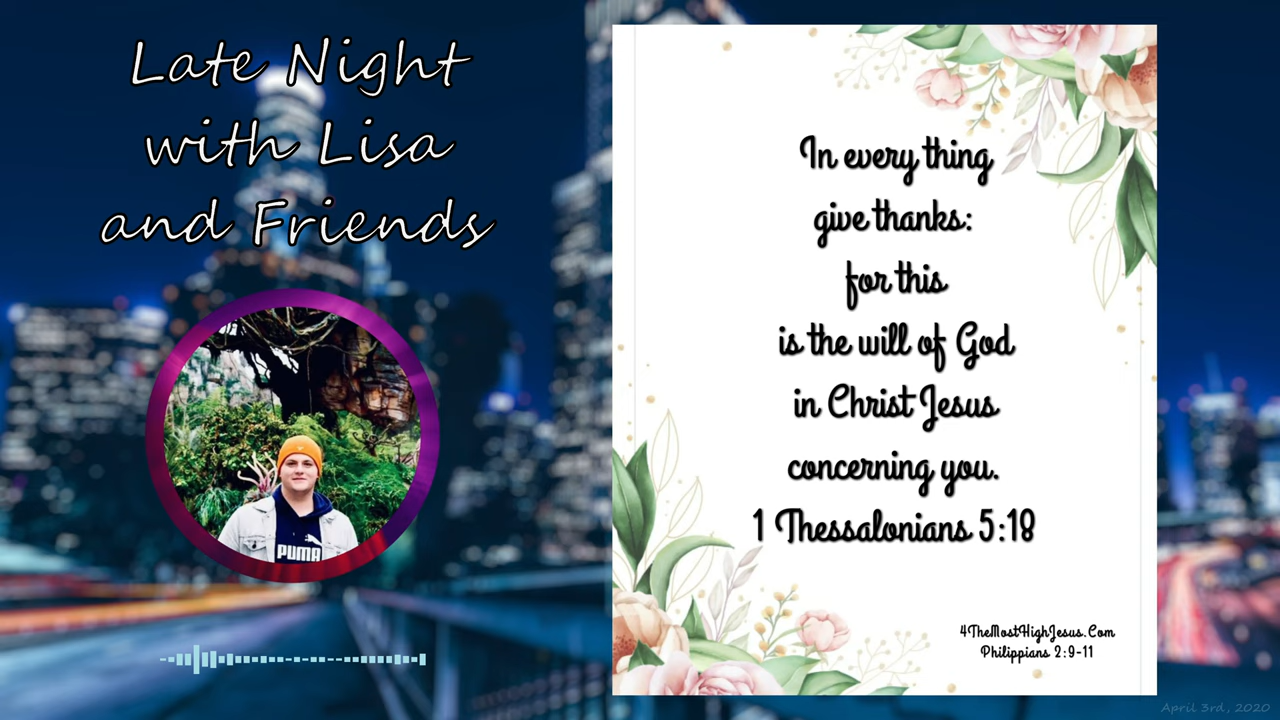 Late Night
with Lisa
and Friends
PUMA
In every thing
give thanks:
for this
is the will of God
in Christ Jesus
concerning you.
1 Thessalonians 5:18
4TheMostHighJesus.Com
Philippians 2:9-11
April 3rd, 2020